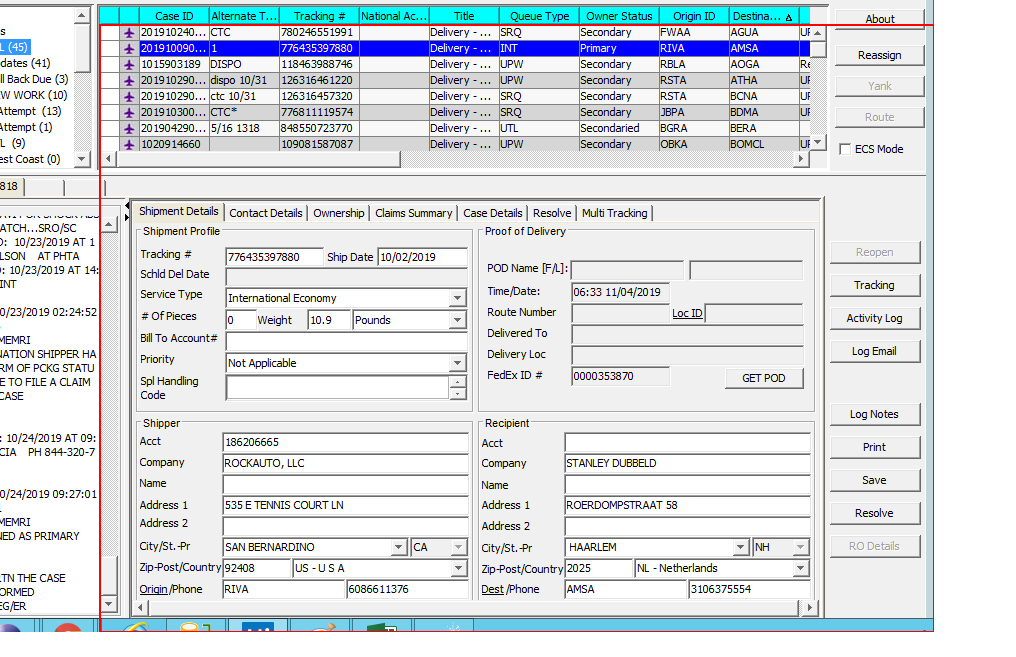 Case ID Alternate T... Tracking # National Ac... Title Queue Type Owner Status Origin ID Destina...
201910240... CTC 780246551991 Delivery - ... SRQ Secondary FWAA AGUA
201910090... 1 776435397880 Delivery - ... INT Primary RIVA AMSA
1015903189 DISPO 118463988746 Delivery - ... UPW Secondary RBLA AOGA
201910290... dispo 10/31 126316461220 Delivery - ... UPW Secondary RSTA ATHA
201910290... ctc 10/31 126316457320 Delivery - ... SRQ Secondary RSTA BCNA
201910300... CTC* 776811119574 Delivery - ... SRQ Secondary JBPA BDMA
201904290... 5/16 1318 848550723770 Delivery - ... UTL Secondaried BGRA BERA
1020914660 109081587087 Delivery - ... UPW Secondary OBKA BOMCL
s
L (45)
dates (41)
ll Back Due (3)
W WORK (10)
Attempt (13)
Attempt (1)
L (9)
est Coast (0)
About
Reassign
Yank
Route
ECS Mode
818
ATCH...SRO/SC
D: 10/23/2019 AT 1
LSON AT PHTA
D: 10/23/2019 AT 14:
INT
0/23/2019 02:24:52
MEMRI
NATION SHIPPER HA
RM OF PCKG STATU
E TO FILE A CLAIM
CASE
: 10/24/2019 AT 09:
CIA PH 844-320-7
0/24/2019 09:27:01
MEMRI
NED AS PRIMARY
LTN THE CASE
ORMED
EG/ER
Shipment Details Contact Details Ownership Claims Summary Case Details Resolve Multi Tracking
Shipment Profile
Tracking # 776435397880 Ship Date 10/02/2019
Schld Del Date
Service Type International Economy
# Of Pieces 0 Weight 10.9 Pounds
Bill To Account#
Priority Not Applicable
Spl Handling
Code
Proof of Delivery
POD Name [F/L]:
Time/Date: 06:33 11/04/2019
Route Number Loc ID
Delivered To
Delivery Loc
FedEx ID # 0000353870 GET POD
Shipper
Acct 186206665
Company ROCKAUTO, LLC
Name
Address 1 535 E TENNIS COURT LN
Address 2
City/St.-Pr SAN BERNARDINO CA
Zip-Post/Country 92408 US - U S A
Origin/Phone RIVA 6086611376
Recipient
Acct
Company STANLEY DUBBELD
Name
Address 1 ROERDOMPSTRAAT 58
Address 2
City/St.-Pr HAARLEM NH
Zip-Post/Country 2025 NL - Netherlands
Dest/Phone AMSA 3106375554
Reopen
Tracking
Activity Log
Log Email
Log Notes
Print
Save
Resolve
RO Details